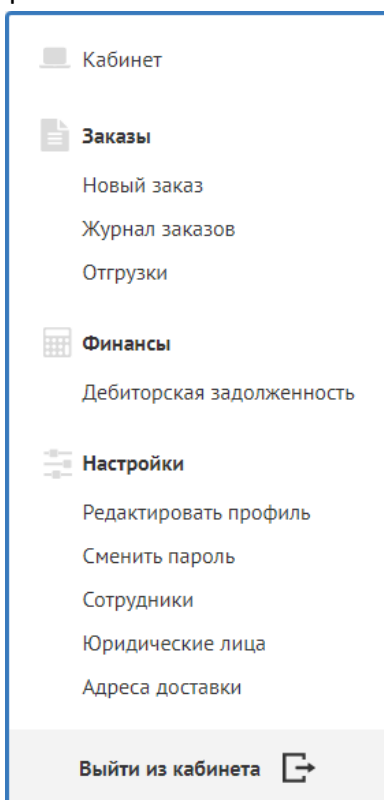 Кабинет
Заказы
Новый заказ
Журнал заказов
Отгрузки
Финансы
Дебиторская задолженность
Настройки
Редактировать профиль
Сменить пароль
Сотрудники
Юридические лица
Адреса доставки
Выйти из кабинета